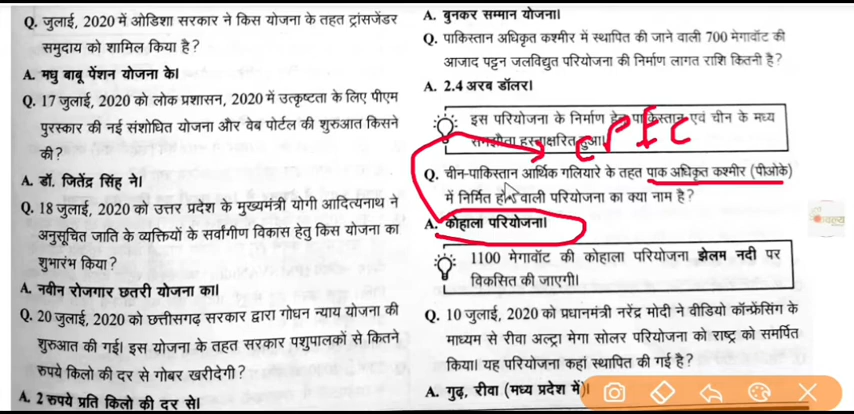 Q. जुलाई, 2020 में ओडिशा सरकार ने किस योजना के तहत ट्रांसजेंडर
समुदाय को शामिल किया है?
A. मधु बाबू पेंशन योजना के।
Q. 17 जुलाई, 2020 को लोक प्रशासन, 2020 में उत्कृष्टता के लिए पीएम
पुरस्कार की नई संशोधित योजना और वेब पोर्टल की शुरुआत किसने
की?
A. डॉ. जितेंद्र सिंह ने।
Q. 18 जुलाई, 2020 को उत्तर प्रदेश के मुख्यमंत्री योगी आदित्यनाथ ने
अनुसूचित जाति के व्यक्तियों के सर्वांगीण विकास हेतु किस योजना का
शुभारंभ किया?
A. नवीन रोजगार छतरी योजना का।
Q. 20 जुलाई, 2020 को छत्तीसगढ़ सरकार द्वारा गोधन न्याय योजना की
शुरुआत की गई। इस योजना के तहत सरकार पशुपालकों से कितने
रुपये किलो की दर से गोबर खरीदेगी?
A. 2 रुपये प्रति किलो की दर से।
A. बुनकर सम्मान योजना।
Q. पाकिस्तान अधिकृत कश्मीर में स्थापित की जाने वाली 700 मेगावॉट की
आजाद पट्टन जलविद्युत परियोजना की निर्माण लागत राशि कितनी है?
A. 2.4 अरब डॉलर।
इस परियोजना के निर्माण हेतु पाकिस्तान एवं चीन के मध्य
समझौता हस्ताक्षरित हुआ।
CPEC
Q. चीन-पाकिस्तान आर्थिक गलियारे के तहत पाक अधिकृत कश्मीर (पीओके)
में निर्मित होने वाली परियोजना का क्या नाम है?
A. कोहाला परियोजना।
1100 मेगावॉट की कोहाला परियोजना झेलम नदी पर
विकसित की जाएगी।
Q. 10 जुलाई, 2020 को प्रधानमंत्री नरेंद्र मोदी ने वीडियो कॉन्फ्रेंसिंग के
माध्यम से रीवा अल्ट्रा मेगा सोलर परियोजना को राष्ट्र को समर्पित
किया। यह परियोजना कहां स्थापित की गई है?
A. गुढ़, रीवा (मध्य प्रदेश में)।